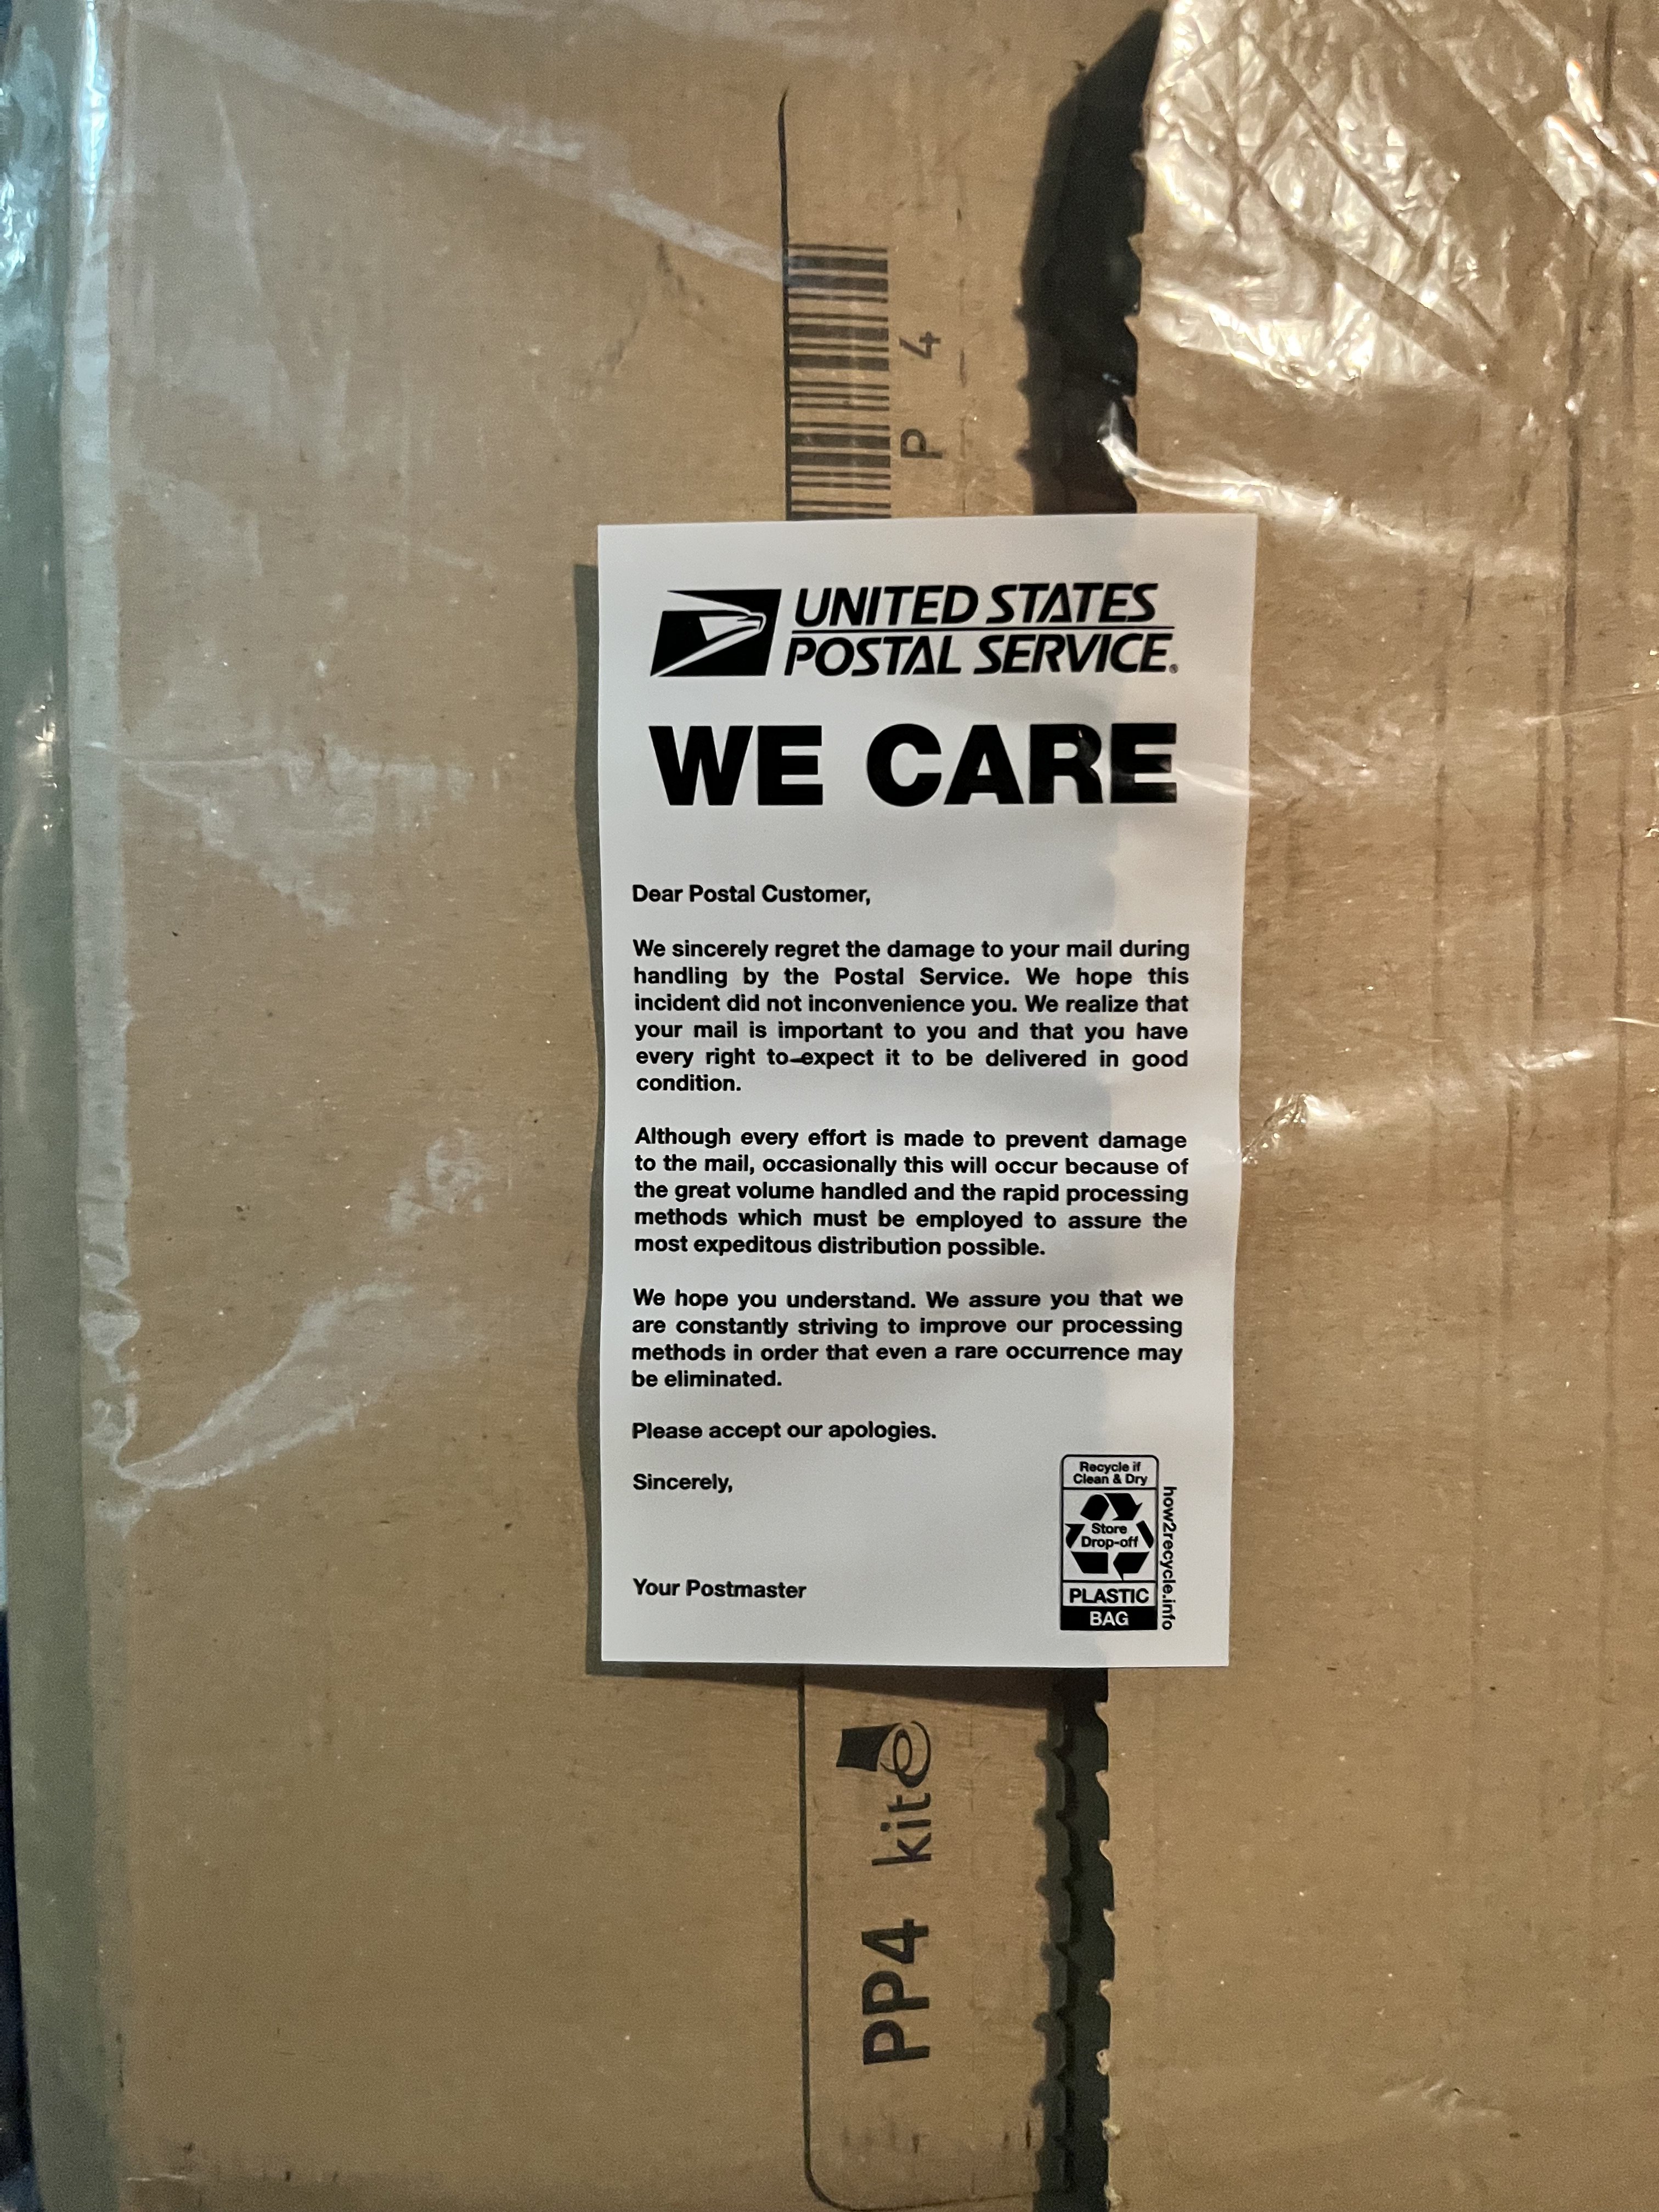 P 4
UNITED STATES
POSTAL SERVICE®
WE CARE
Dear Postal Customer,
We sincerely regret the damage to your mail during
handling by the Postal Service. We hope this
incident did not inconvenience you. We realize that
your mail is important to you and that you have
every right to expect it to be delivered in good
condition.
Although every effort is made to prevent damage
to the mail, occasionally this will occur because of
the great volume handled and the rapid processing
methods which must be employed to assure the
most expeditous distribution possible.
We hope you understand. We assure you that we
are constantly striving to improve our processing
methods in order that even a rare occurrence may
be eliminated.
Please accept our apologies.
Sincerely,
Your Postmaster
Recycle if
Clean & Dry
Store
Drop-off
PLASTIC
BAG
how2recycle.info
PP4 kite